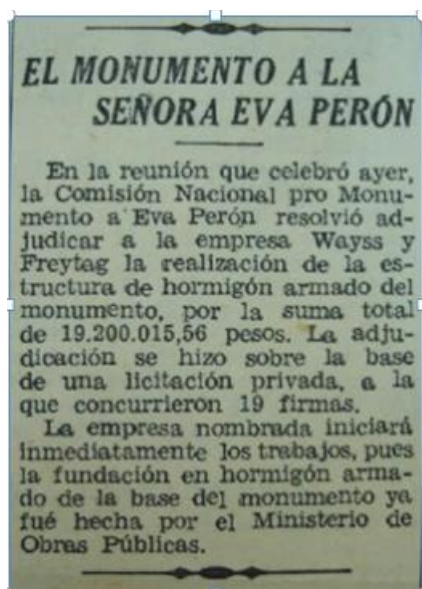 EL MONUMENTO A LA
SEÑORA EVA PERÓN
En la reunión que celebró ayer,
la Comisión Nacional pro Monu-
mento a Eva Perón resolvió ad-
judicar a la empresa Wayss y
Freytag la realización de la es-
tructura de hormigón armado del
monumento, por la suma total
de 19.200.015,56 pesos. La adju-
dicación se hizo sobre la base
de una licitación privada, a la
que concurrieron 19 firmas.
La empresa nombrada iniciará
inmediatamente los trabajos, pues
la fundación en hormigón arma-
do de la base del monumento ya
fué hecha por el Ministerio de
Obras Públicas.